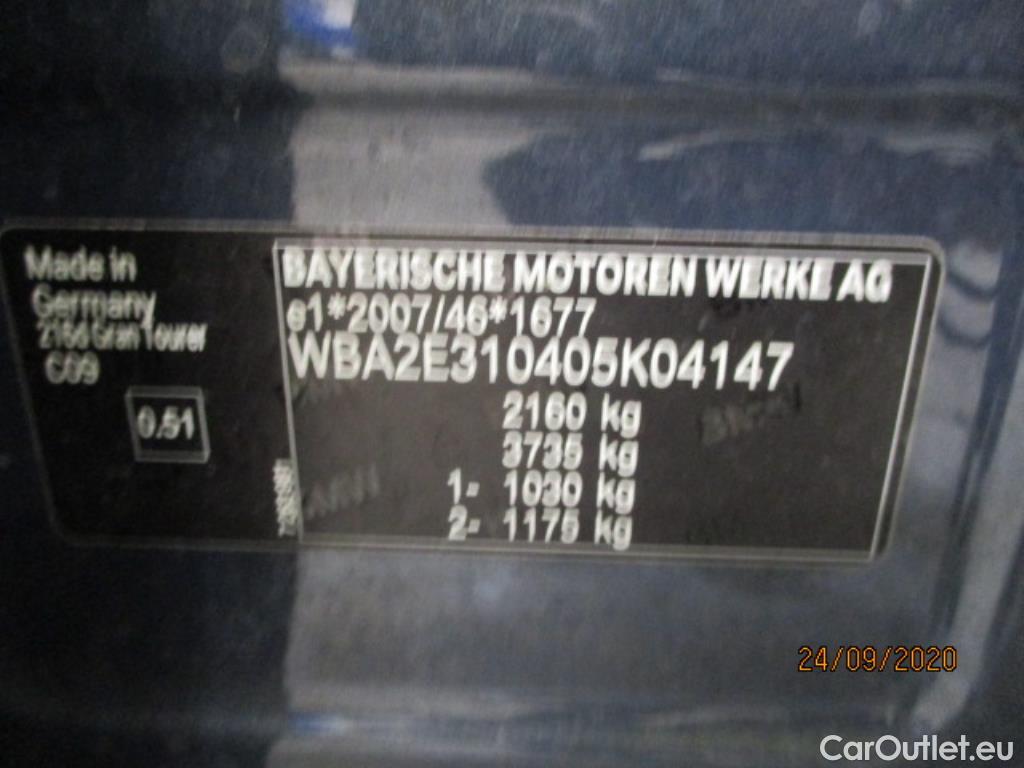 Made in
Germany
216d Gran Tourer
C09
0.51
BAYERISCHE MOTOREN WERKE AG
e1*2007/46*1677
WBA2E310405K04147
2160 kg
3735 kg
1- 1030 kg
2- 1175 kg
24/09/2020
CarOutlet.eu